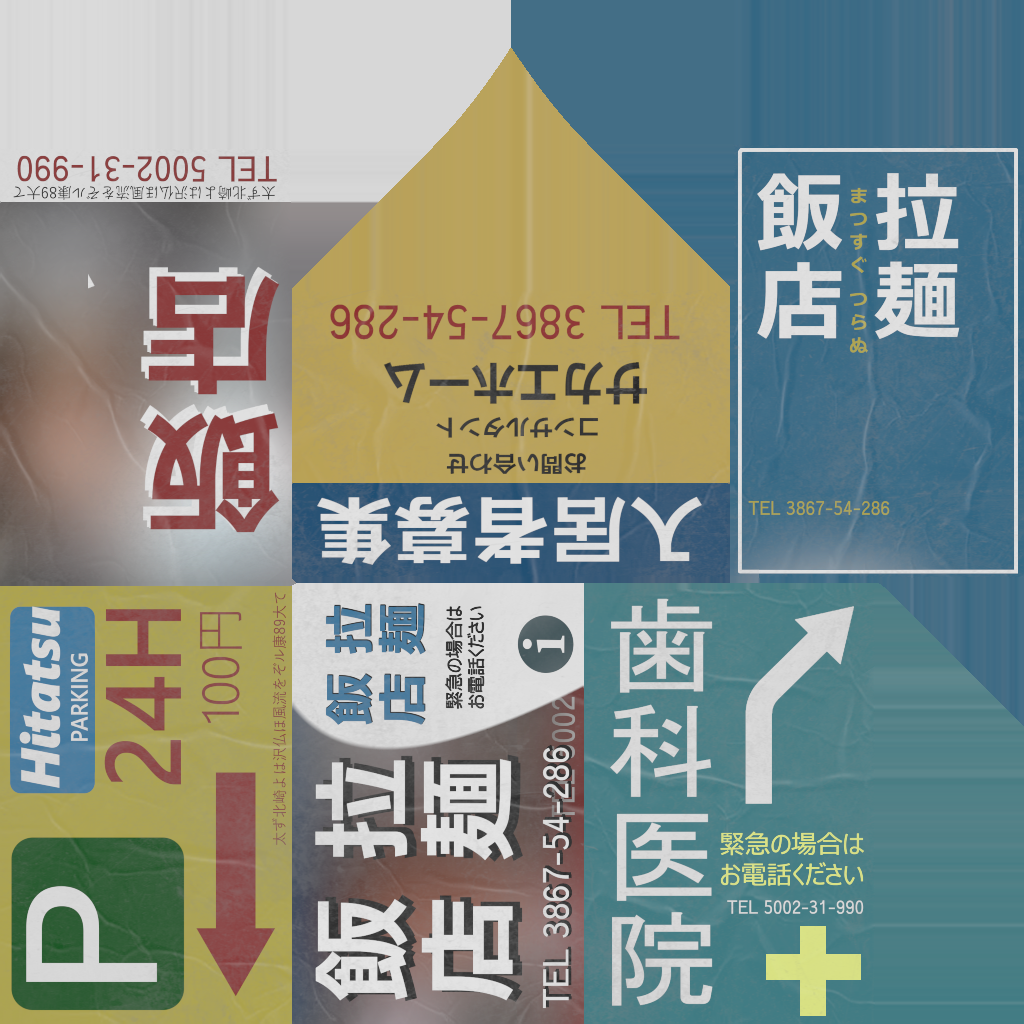 TEL 5002-31-990
太ず北崎よは沢仏ほ風流をぞル康89大て
飯店
入居者募集
お問い合わせ
コンサルタント
サカエホーム
TEL 3867-54-286
拉麺
まつすぐ つらぬ
飯店
TEL 3867-54-286
Hitatsu
PARKING
24H
100円
太ず北崎よは沢仏ほ風流をぞル康89大て
P
飯 拉
店 麺
緊急の場合は
お電話ください
i
飯 拉
店 麺
TEL 3867-54-286
歯科医院
緊急の場合は
お電話ください
TEL 5002-31-990